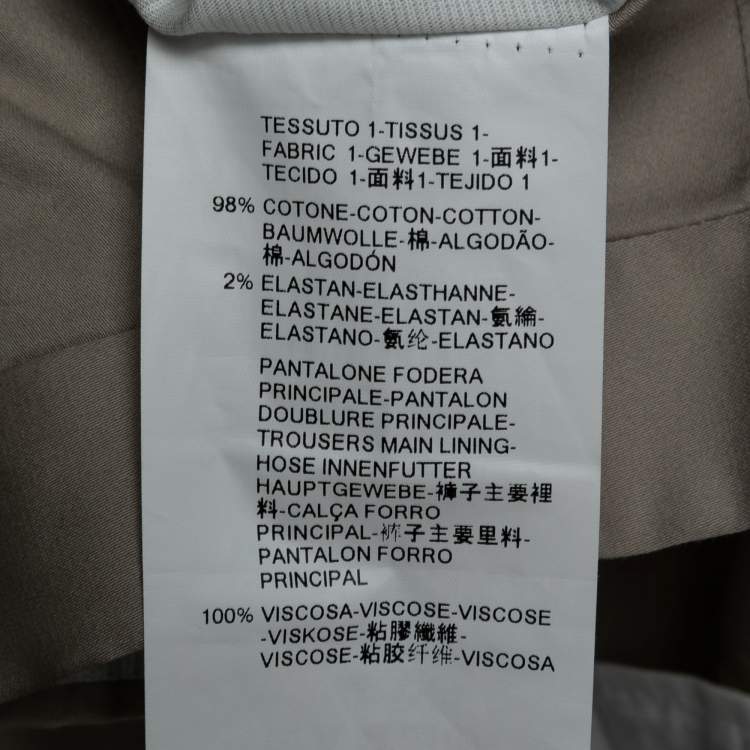 TESSUTO 1-TISSUS 1-
FABRIC 1-GEWEBE 1-面料1-
TECIDO 1-面料1-TEJIDO 1
98% COTONE-COTON-COTTON-
BAUMWOLLE-棉-ALGODÃO-
棉-ALGODÓN
2% ELASTAN-ELASTHANNE-
ELASTANE-ELASTAN-氨綸-
ELASTANO-氨纶-ELASTANO
PANTALONE FODERA
PRINCIPALE-PANTALON
DOUBLURE PRINCIPALE-
TROUSERS MAIN LINING-
HOSE INNENFUTTER
HAUPTGEWEBE-褲子主要裡
料-CALÇA FORRO
PRINCIPAL-裤子主要里料-
PANTALON FORRO
PRINCIPAL
100% VISCOSA-VISCOSE-VISCOSE
-VISKOSE-粘膠纖維-
VISCOSE-粘胶纤维-VISCOSA